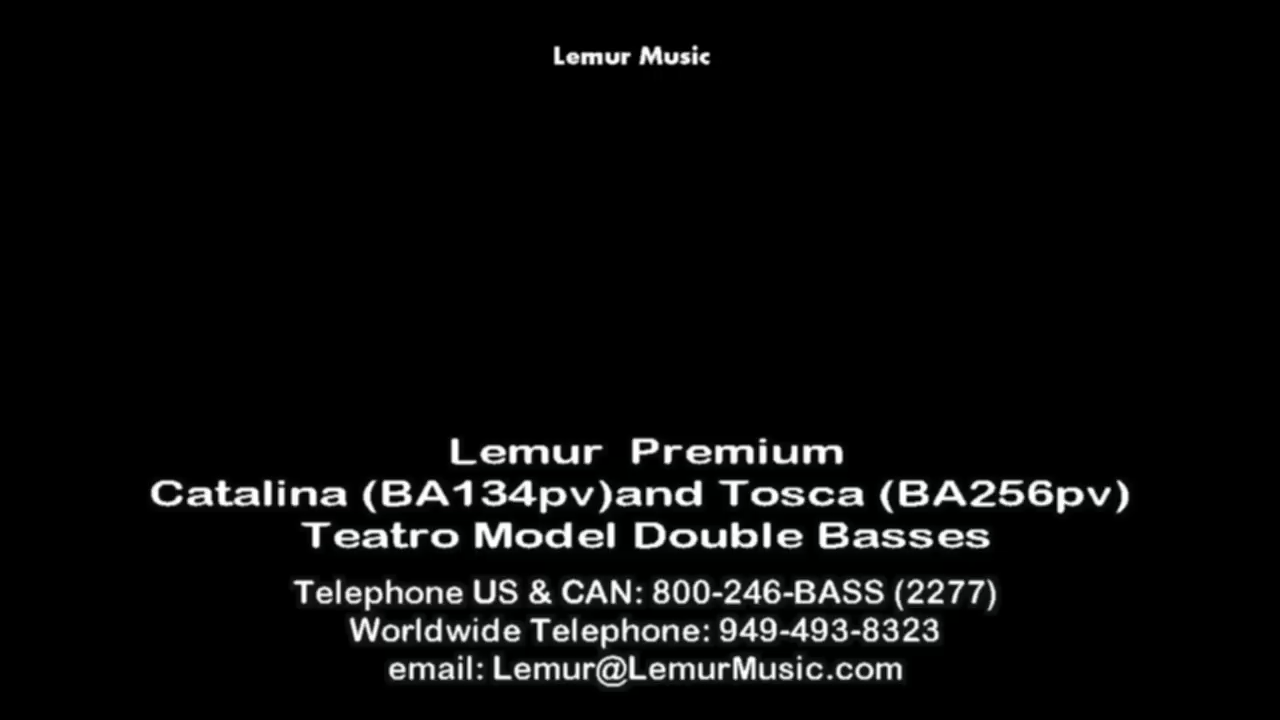 Lemur Music
Lemur Premium
Catalina (BA134pv)and Tosca (BA256pv)
Teatro Model Double Basses
Telephone US & CAN: 800-246-BASS (2277)
Worldwide Telephone: 949-493-8323
email: Lemur@LemurMusic.com